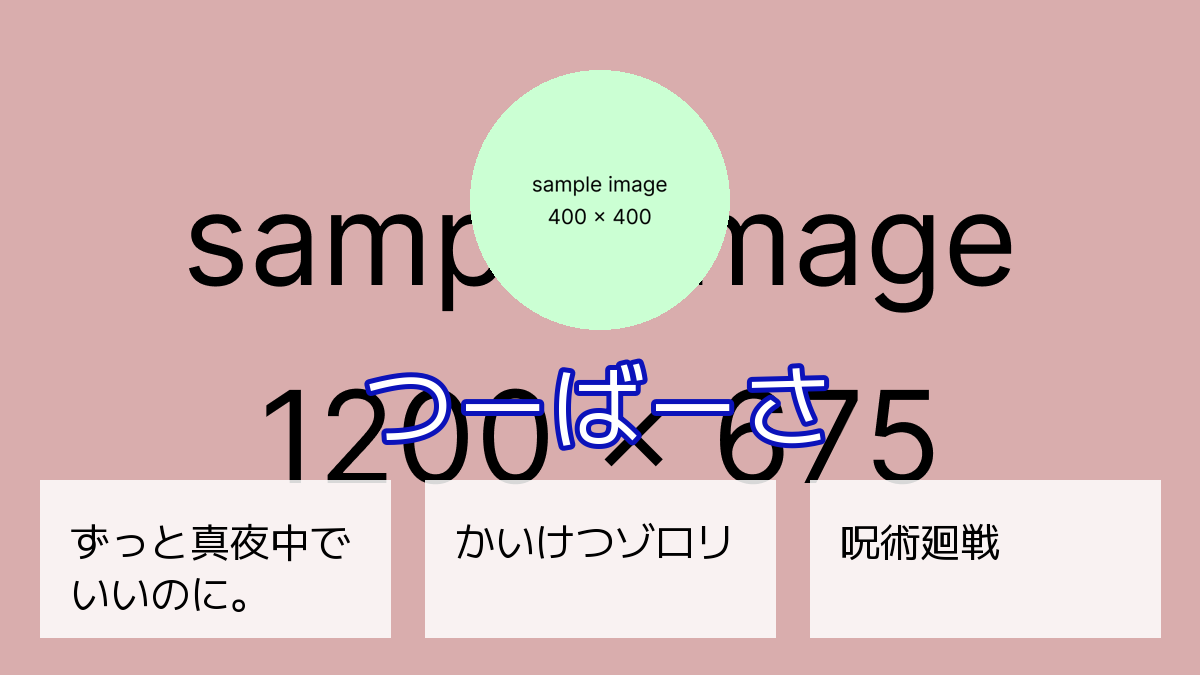 sample image
400 × 400
samp mage
つーばーさ
1200 × 675
ずっと真夜中で
いいのに。
かいけつゾロリ
呪術廻戦